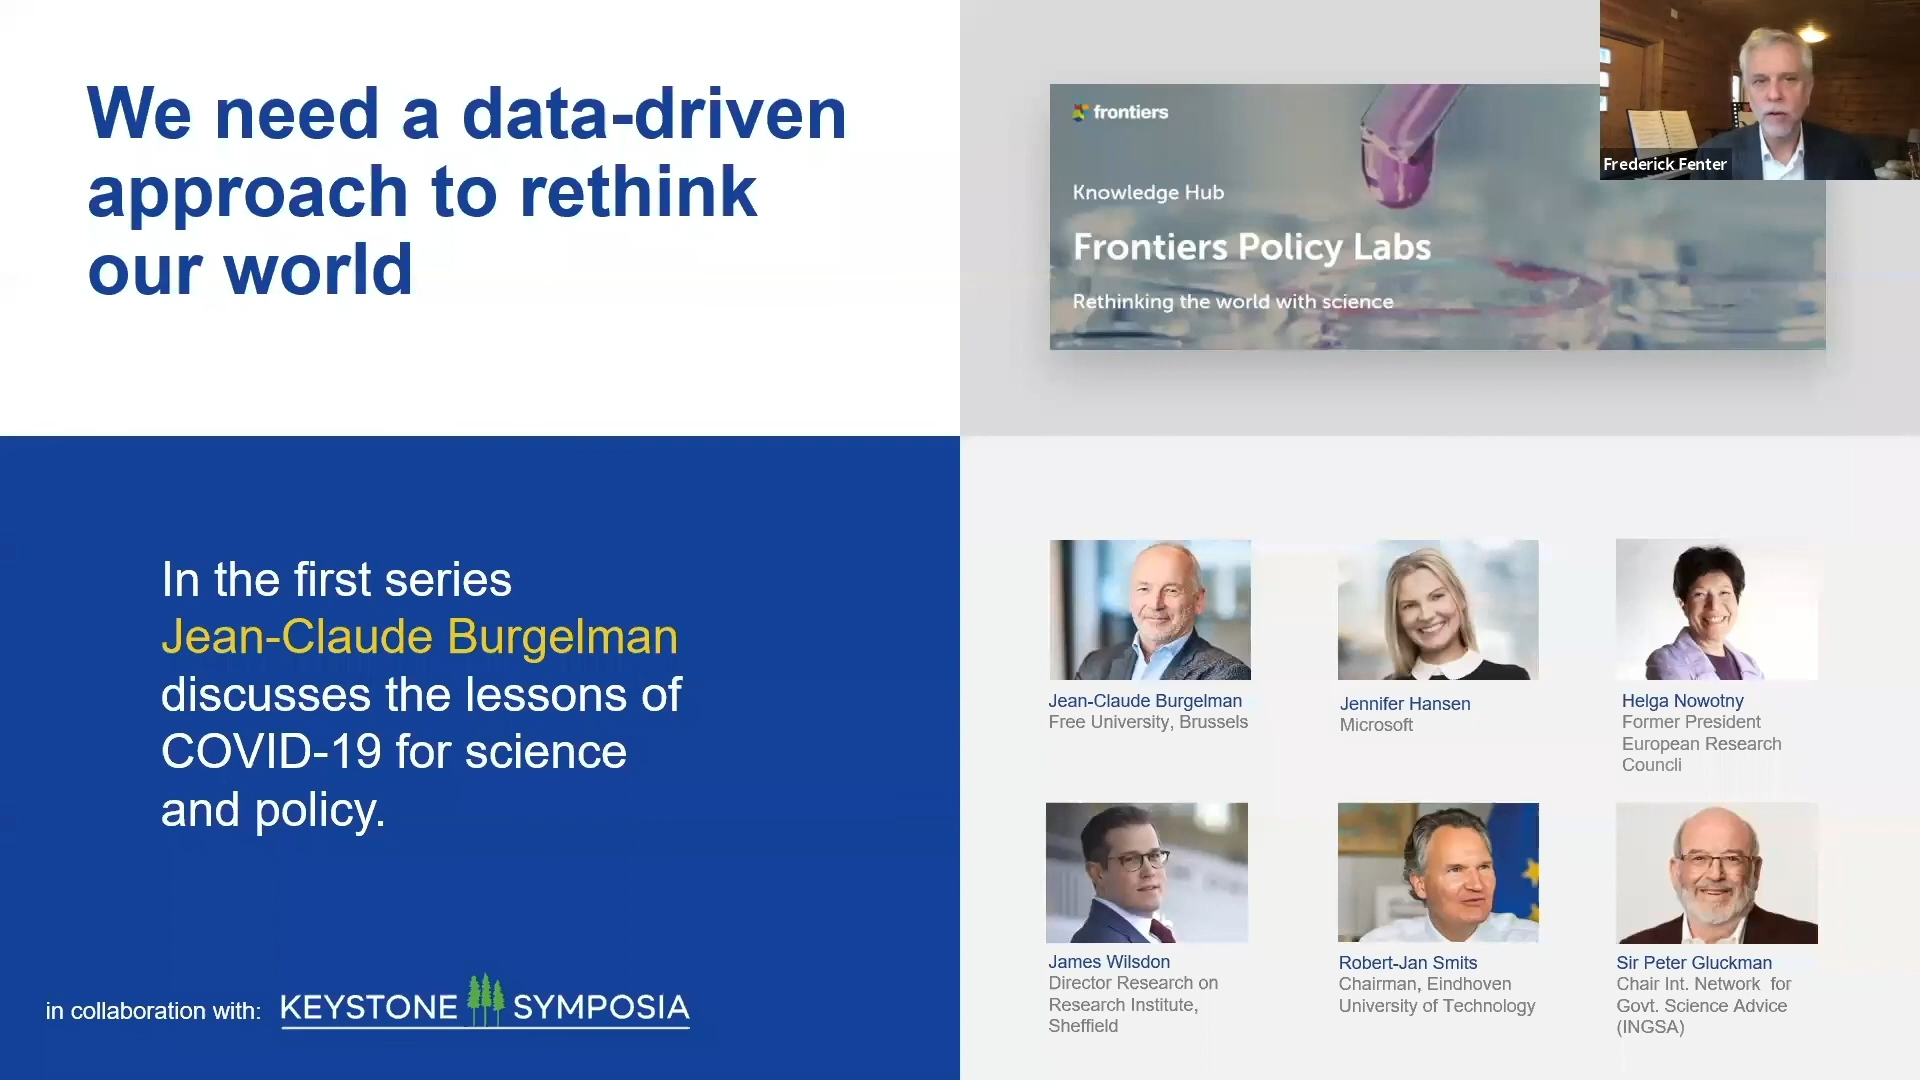 We need a data-driven
approach to rethink
our world
frontiers
Knowledge Hub
Frontiers Policy Labs
Rethinking the world with science
Frederick Fenter
In the first series
Jean-Claude Burgelman
discusses the lessons of
COVID-19 for science
and policy.
in collaboration with: KEYSTONE SYMPOSIA
Jean-Claude Burgelman
Free University, Brussels
Jennifer Hansen
Microsoft
Helga Nowotny
Former President
European Research
Councli
James Wilsdon
Director Research on
Research Institute,
Sheffield
Robert-Jan Smits
Chairman, Eindhoven
University of Technology
Sir Peter Gluckman
Chair Int. Network for
Govt. Science Advice
(INGSA)